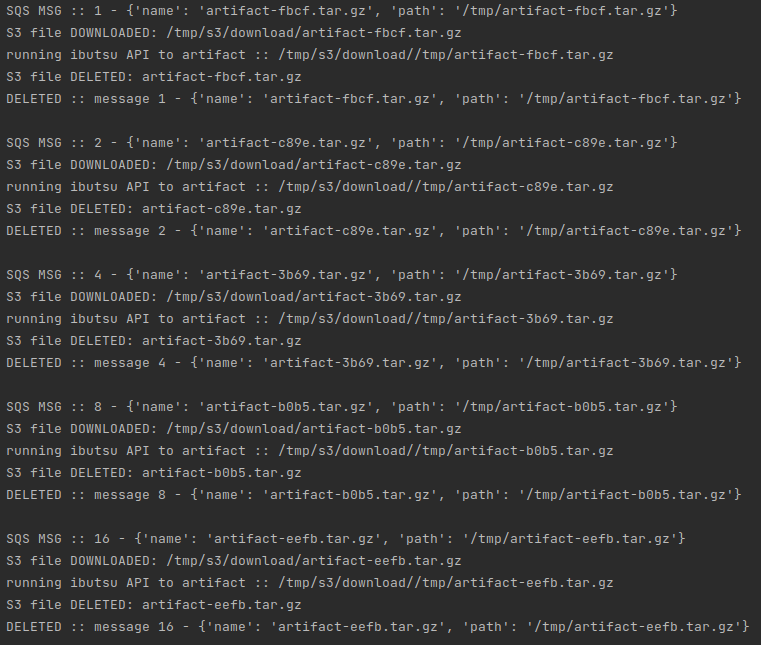 SQS MSG :: 1 - {'name': 'artifact-fbcf.tar.gz', 'path': '/tmp/artifact-fbcf.tar.gz'}
S3 file DOWNLOADED: /tmp/s3/download/artifact-fbcf.tar.gz
running ibutsu API to artifact :: /tmp/s3/download//tmp/artifact-fbcf.tar.gz
S3 file DELETED: artifact-fbcf.tar.gz
DELETED :: message 1 - {'name': 'artifact-fbcf.tar.gz', 'path': '/tmp/artifact-fbcf.tar.gz'}

SQS MSG :: 2 - {'name': 'artifact-c89e.tar.gz', 'path': '/tmp/artifact-c89e.tar.gz'}
S3 file DOWNLOADED: /tmp/s3/download/artifact-c89e.tar.gz
running ibutsu API to artifact :: /tmp/s3/download//tmp/artifact-c89e.tar.gz
S3 file DELETED: artifact-c89e.tar.gz
DELETED :: message 2 - {'name': 'artifact-c89e.tar.gz', 'path': '/tmp/artifact-c89e.tar.gz'}

SQS MSG :: 4 - {'name': 'artifact-3b69.tar.gz', 'path': '/tmp/artifact-3b69.tar.gz'}
S3 file DOWNLOADED: /tmp/s3/download/artifact-3b69.tar.gz
running ibutsu API to artifact :: /tmp/s3/download//tmp/artifact-3b69.tar.gz
S3 file DELETED: artifact-3b69.tar.gz
DELETED :: message 4 - {'name': 'artifact-3b69.tar.gz', 'path': '/tmp/artifact-3b69.tar.gz'}

SQS MSG :: 8 - {'name': 'artifact-b0b5.tar.gz', 'path': '/tmp/artifact-b0b5.tar.gz'}
S3 file DOWNLOADED: /tmp/s3/download/artifact-b0b5.tar.gz
running ibutsu API to artifact :: /tmp/s3/download//tmp/artifact-b0b5.tar.gz
S3 file DELETED: artifact-b0b5.tar.gz
DELETED :: message 8 - {'name': 'artifact-b0b5.tar.gz', 'path': '/tmp/artifact-b0b5.tar.gz'}

SQS MSG :: 16 - {'name': 'artifact-eefb.tar.gz', 'path': '/tmp/artifact-eefb.tar.gz'}
S3 file DOWNLOADED: /tmp/s3/download/artifact-eefb.tar.gz
running ibutsu API to artifact :: /tmp/s3/download//tmp/artifact-eefb.tar.gz
S3 file DELETED: artifact-eefb.tar.gz
DELETED :: message 16 - {'name': 'artifact-eefb.tar.gz', 'path': '/tmp/artifact-eefb.tar.gz'}